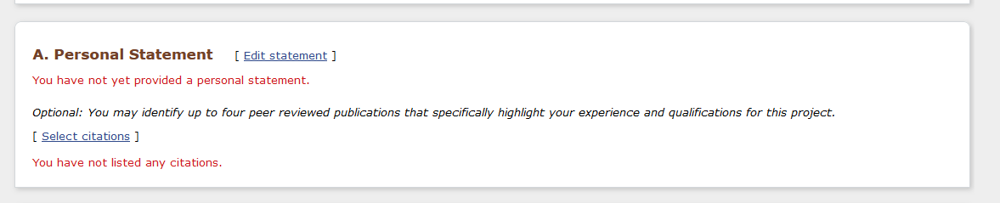 A. Personal Statement [ Edit statement ]
You have not yet provided a personal statement.
Optional: You may identify up to four peer reviewed publications that specifically highlight your experience and qualifications for this project.
[ Select citations ]
You have not listed any citations.